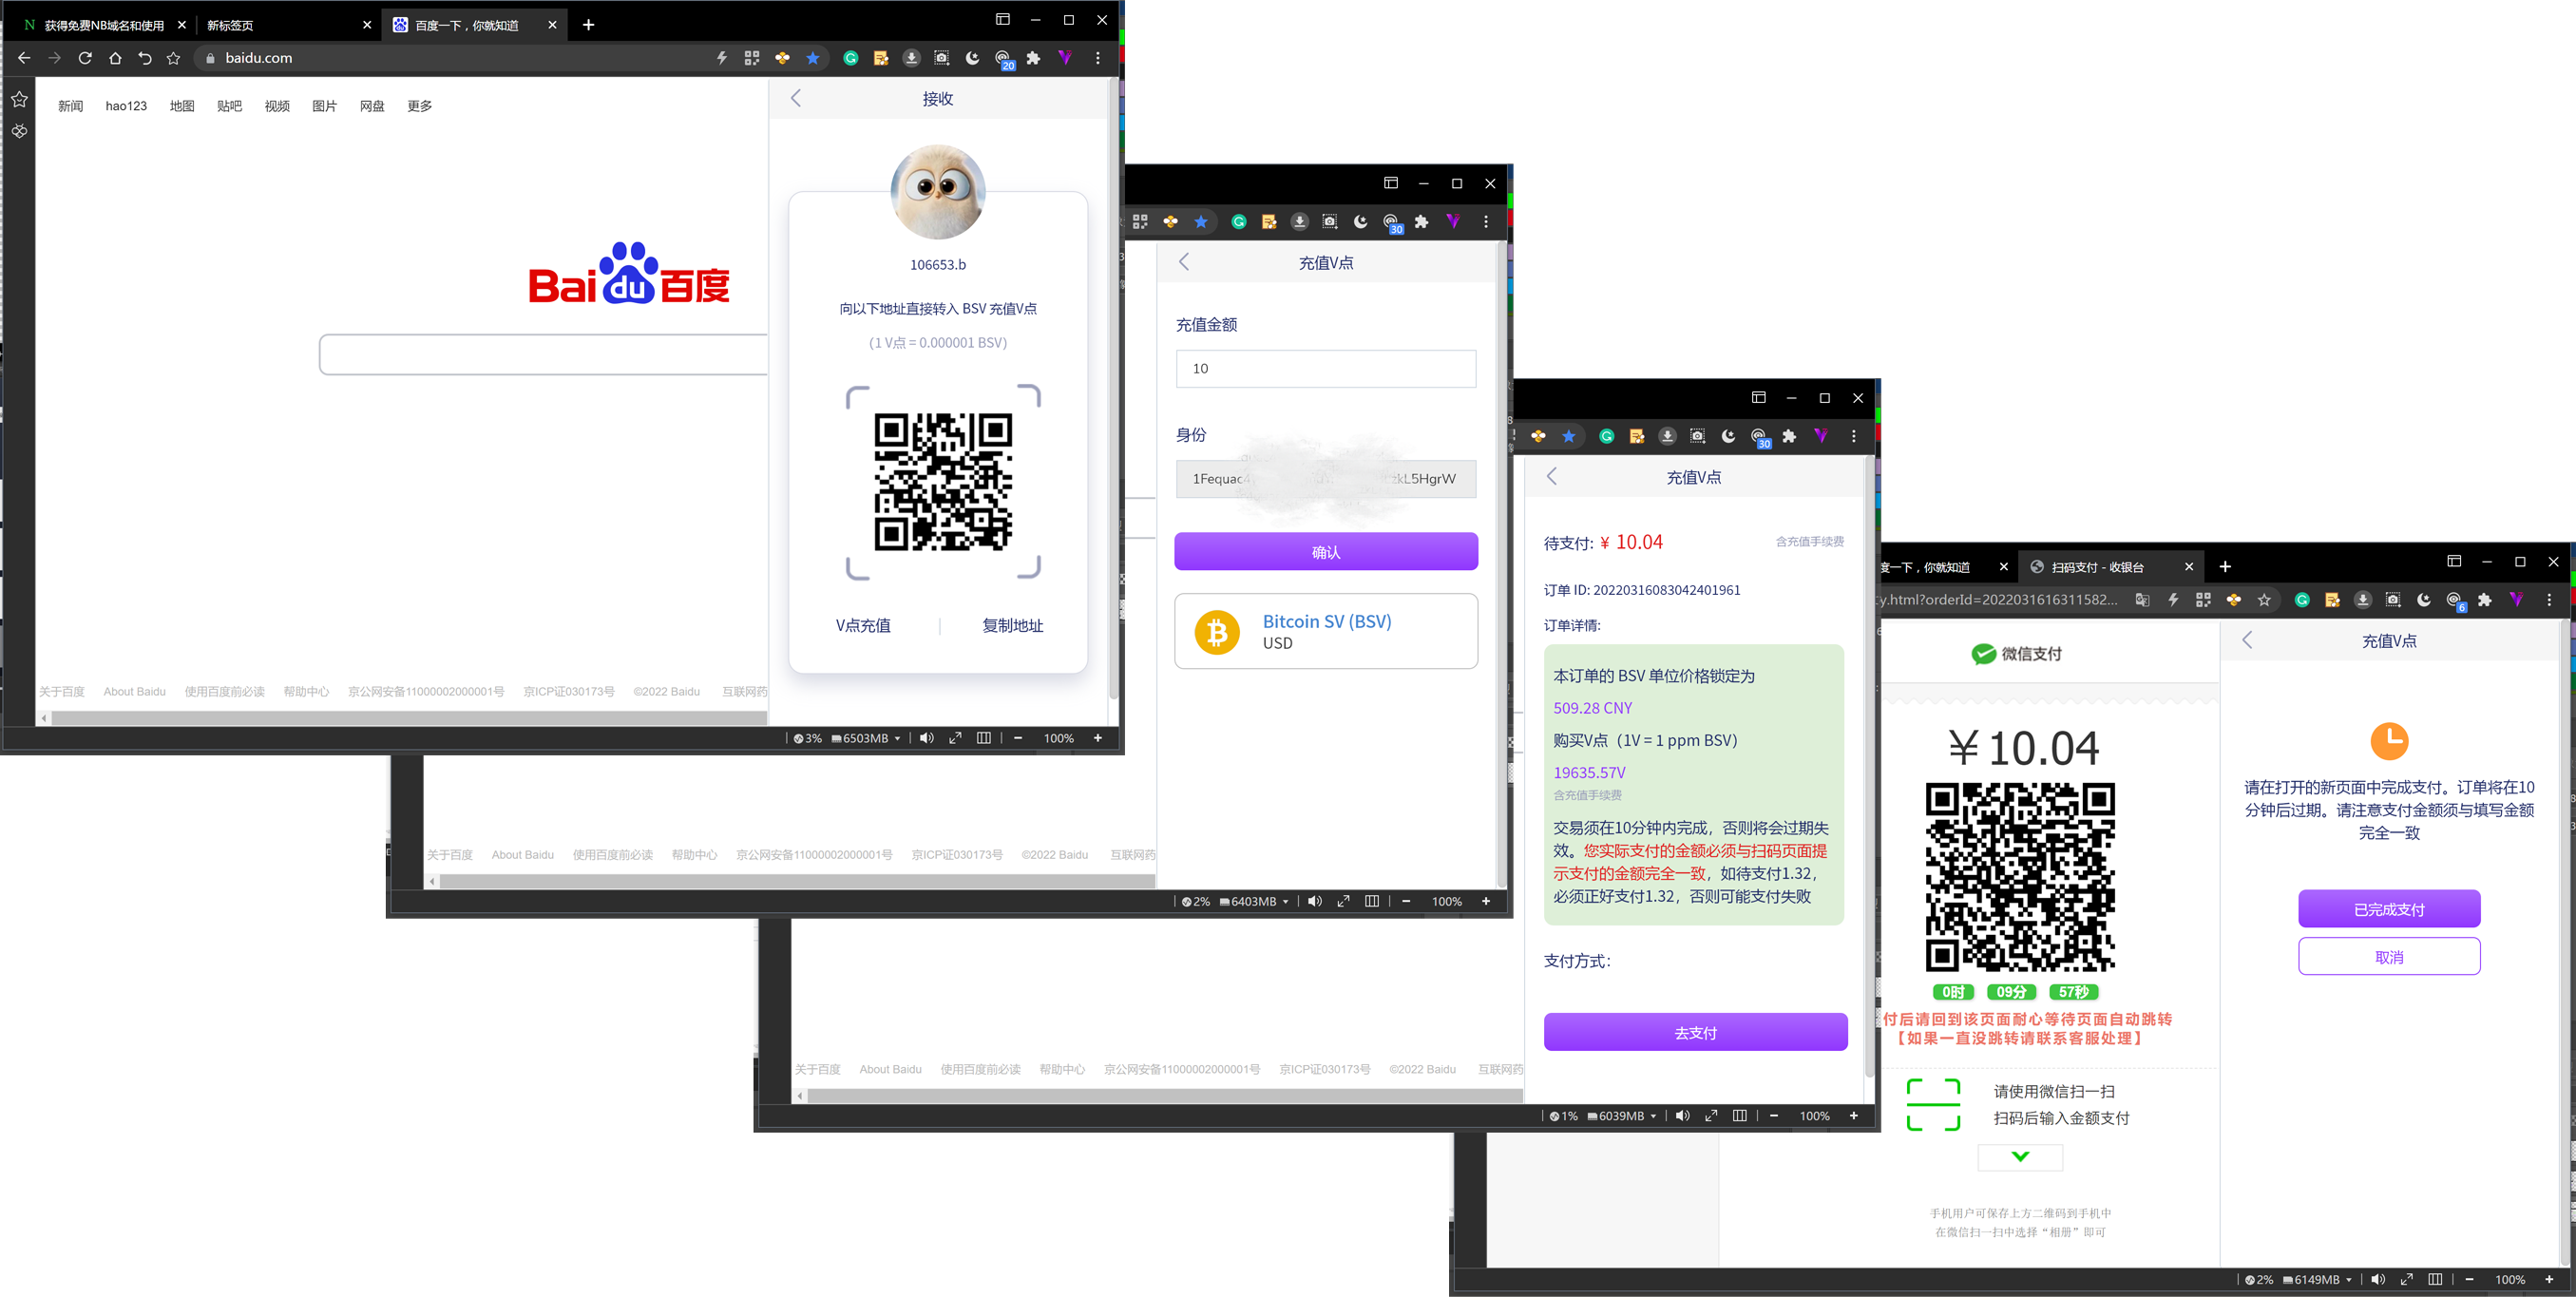 获得免费NB域名和使用
新标签页
百度一下，你就知道
baidu.com
20
新闻 hao123 地图 贴吧 视频 图片 网盘 更多
Bai du 百度
关于百度 About Baidu 使用百度前必读 帮助中心 京公网安备11000002000001号 京ICP证030173号 ©2022 Baidu 互联网药
接收
106653.b
向以下地址直接转入 BSV 充值V点
(1 V点 = 0.000001 BSV)
V点充值 | 复制地址
3% 6503MB 100%
30
充值V点
充值金额
10
身份
1Fequac
zkL5HgrW
确认
Bitcoin SV (BSV)
USD
关于百度 About Baidu 使用百度前必读 帮助中心 京公网安备11000002000001号 京ICP证030173号 ©2022 Baidu 互联网药
2% 6403MB 100%
30
充值V点
待支付: ¥ 10.04 含充值手续费
订单 ID: 20220316083042401961
订单详情:
本订单的 BSV 单位价格锁定为
509.28 CNY
购买V点（1V = 1 ppm BSV）
19635.57V
含充值手续费
交易须在10分钟内完成，否则将会过期失
效。您实际支付的金额必须与扫码页面提
示支付的金额完全一致，如待支付1.32，
必须正好支付1.32，否则可能支付失败
支付方式：
去支付
关于百度 About Baidu 使用百度前必读 帮助中心 京公网安备11000002000001号 京ICP证030173号 ©2022 Baidu 互联网药
1% 6039MB 100%
一下，你就知道
扫码支付 - 收银台
y.html?orderId=2022031616311582...
6
微信支付
￥10.04
0时 09分 57秒
付后请回到该页面耐心等待页面自动跳转
【如果一直没跳转请联系客服处理】
请使用微信扫一扫
扫码后输入金额支付
手机用户可保存上方二维码到手机中
在微信扫一扫中选择“相册”即可
充值V点
请在打开的新页面中完成支付。订单将在10
分钟后过期。请注意支付金额须与填写金额
完全一致
已完成支付
取消
2% 6149MB 100%